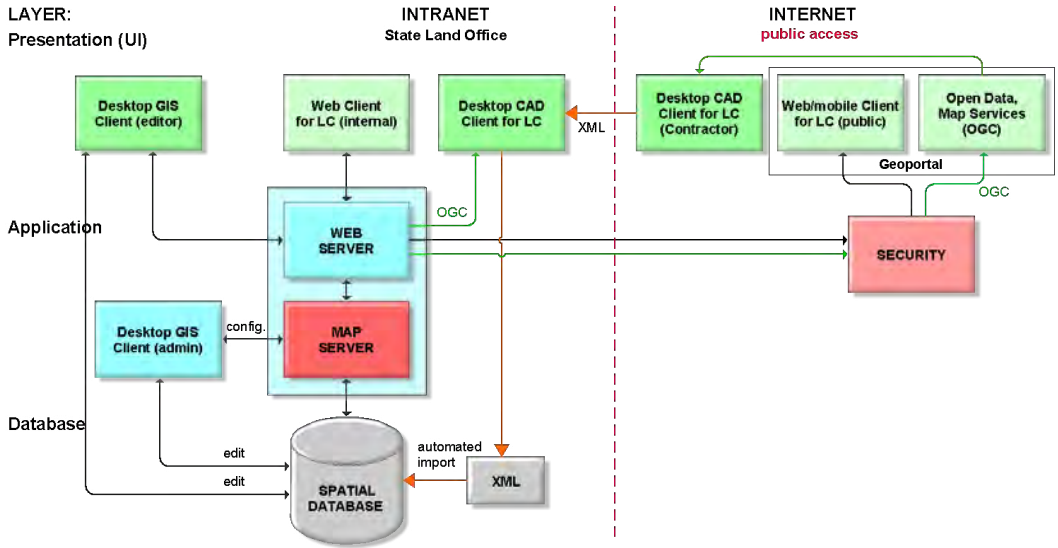 LAYER:
Presentation (UI)
INTRANET
State Land Office
INTERNET
public access
Desktop GIS
Client (editor)
Web Client
for LC (internal)
Desktop CAD
Client for LC
XML
Desktop CAD
Client for LC
(Contractor)
Web/mobile Client
for LC (public)
Open Data,
Map Services
(OGC)
Geoportal
OGC
Application
WEB
SERVER
OGC
SECURITY
Desktop GIS
Client (admin)
config.
MAP
SERVER
Database
edit
edit
SPATIAL
DATABASE
automated
import
XML